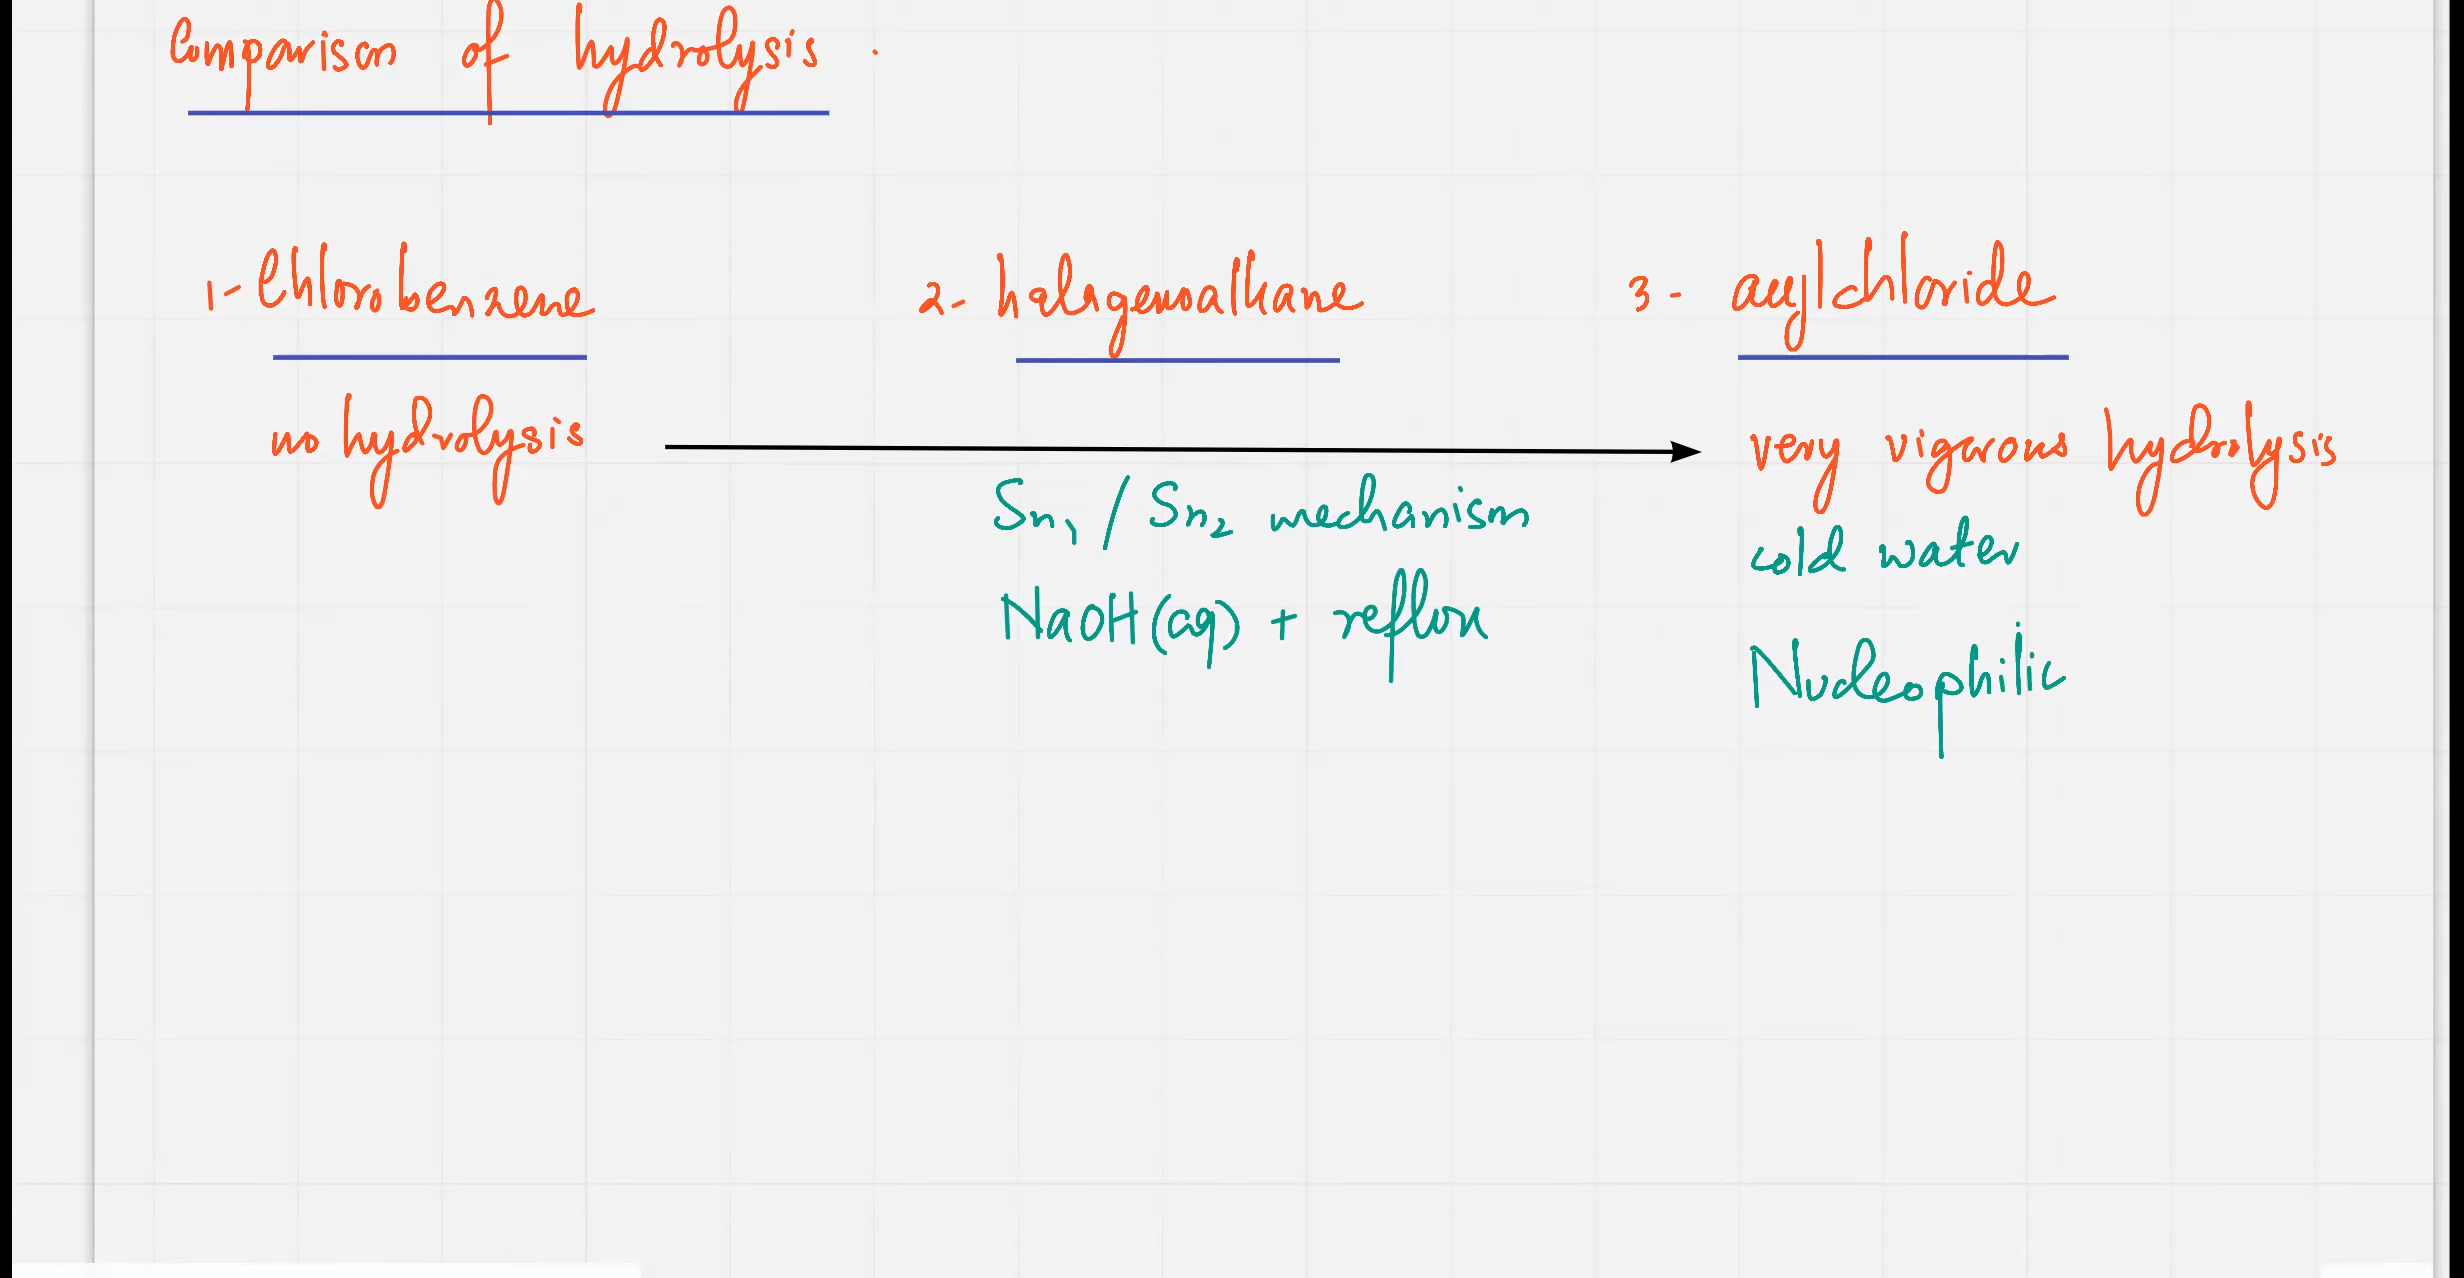 Comparison of hydrolysis.
1- Chlorobenzene
2- halogenoalkane
3- acylchloride
no hydrolysis
very vigarous hydrolysis
Sn1 / Sn2 mechanism
cold water
NaOH(aq) + reflux
Nucleophilic